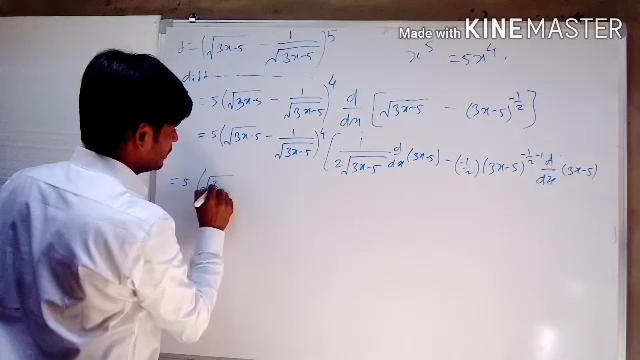 Made with KINEMASTER
y = (√3x-5 - 1/√3x-5)^5
x^5 = 5x^4.
diff
= 5(√3x-5 - 1/√3x-5)^4 d/dx [√3x-5 - (3x-5)^-1/2]
= 5(√3x-5 - 1/√3x-5)^4 (1/2√3x-5 d/dx (3x-5) - (-1/2)(3x-5)^-1/2-1 d/dx (3x-5)
= 5 (√3